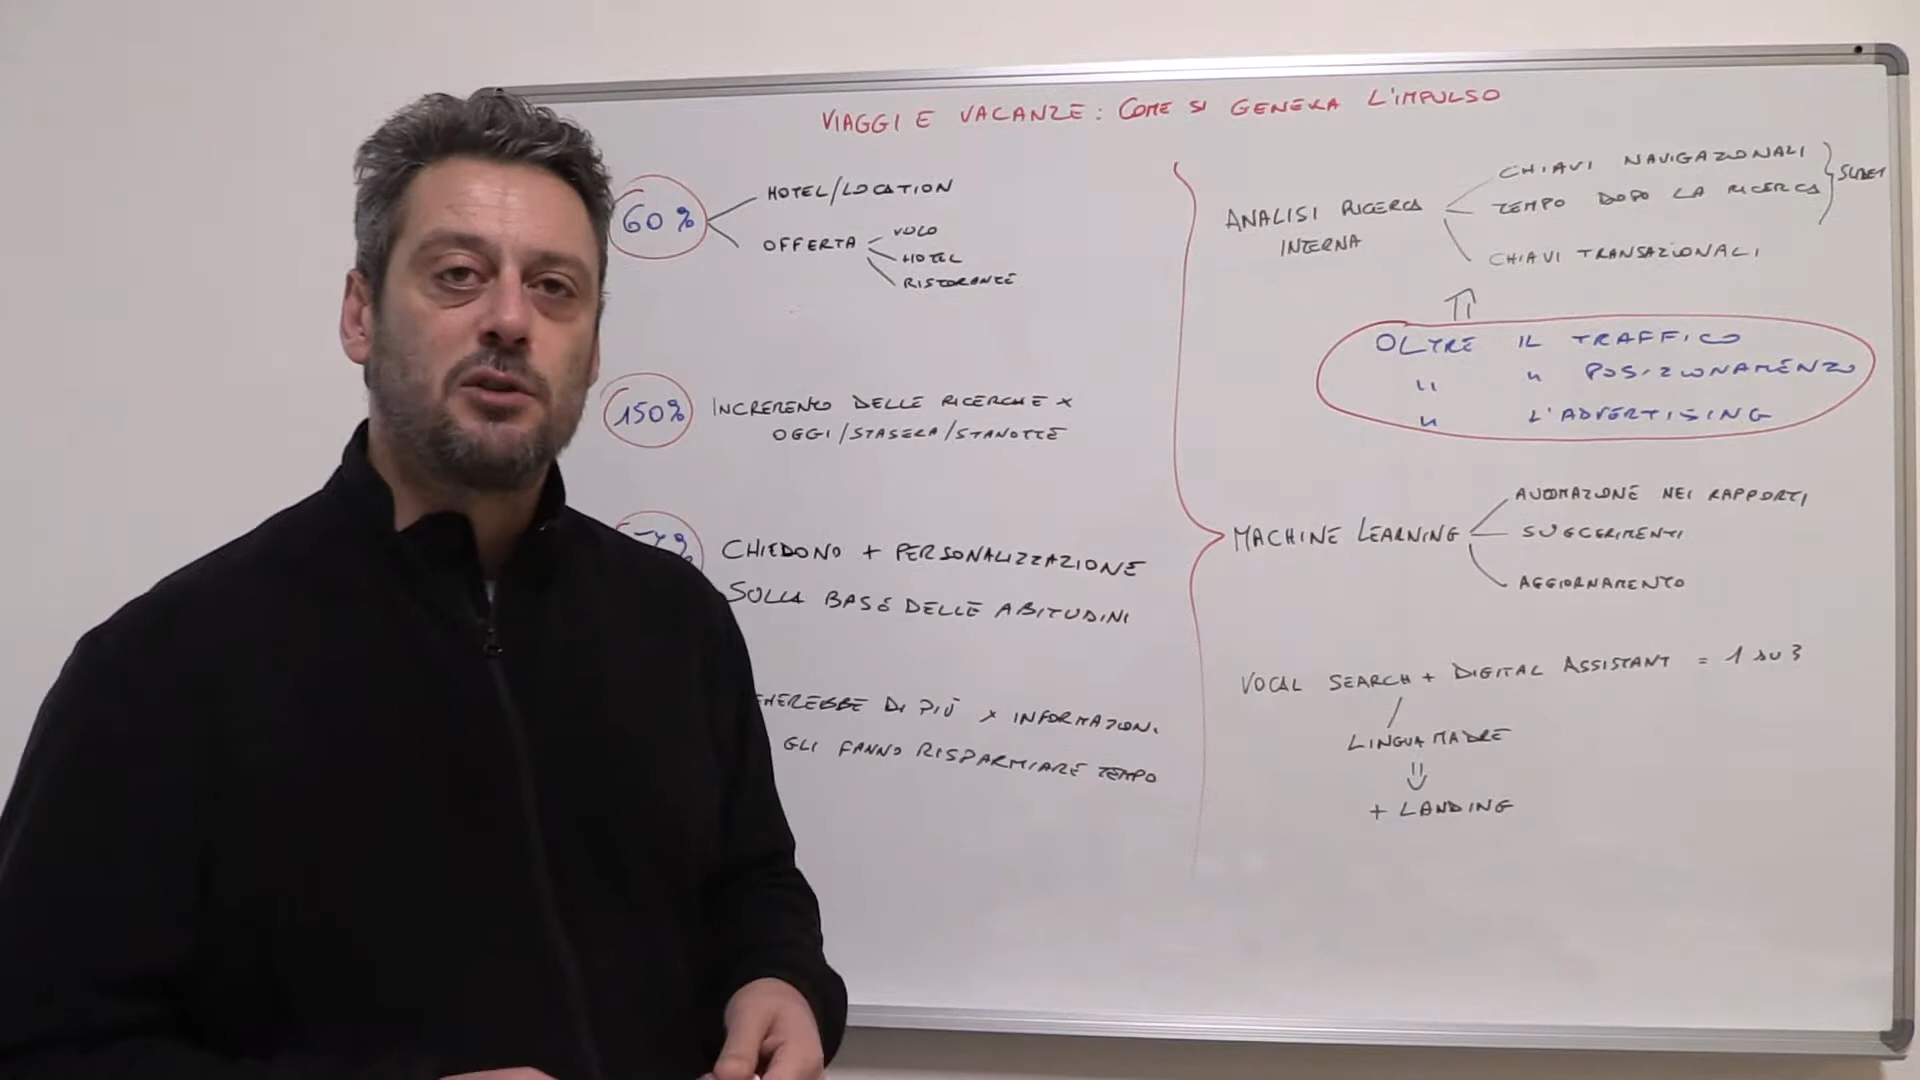 VIAGGI E VACANZE: COME SI GENERA L'IMPULSO
60%
HOTEL/LOCATION
OFFERTA
VOLO
HOTEL
RISTORANTE
150%
INCREMENTO DELLE RICERCHE X
OGGI/STASERA/STANOTTE
CHIEDONO + PERSONALIZZAZIONE
SULLA BASE DELLE ABITUDINI
DI PIÙ X INFORMAZIONI
GLI FANNO RISPARMIARE TEMPO
ANALISI RICERCA
INTERNA
CHIAVI NAVIGAZIONALI
TEMPO DOPO LA RICERCA
CHIAVI TRANSAZIONALI
OLTRE IL TRAFFICO
" " POSIZIONAMENTO
" L'ADVERTISING
MACHINE LEARNING
AUTOMAZIONE NEI RAPPORTI
SUGGERIMENTI
AGGIORNAMENTO
VOCAL SEARCH + DIGITAL ASSISTANT = 1 SU 3
LINGUA MADRE
+ LANDING